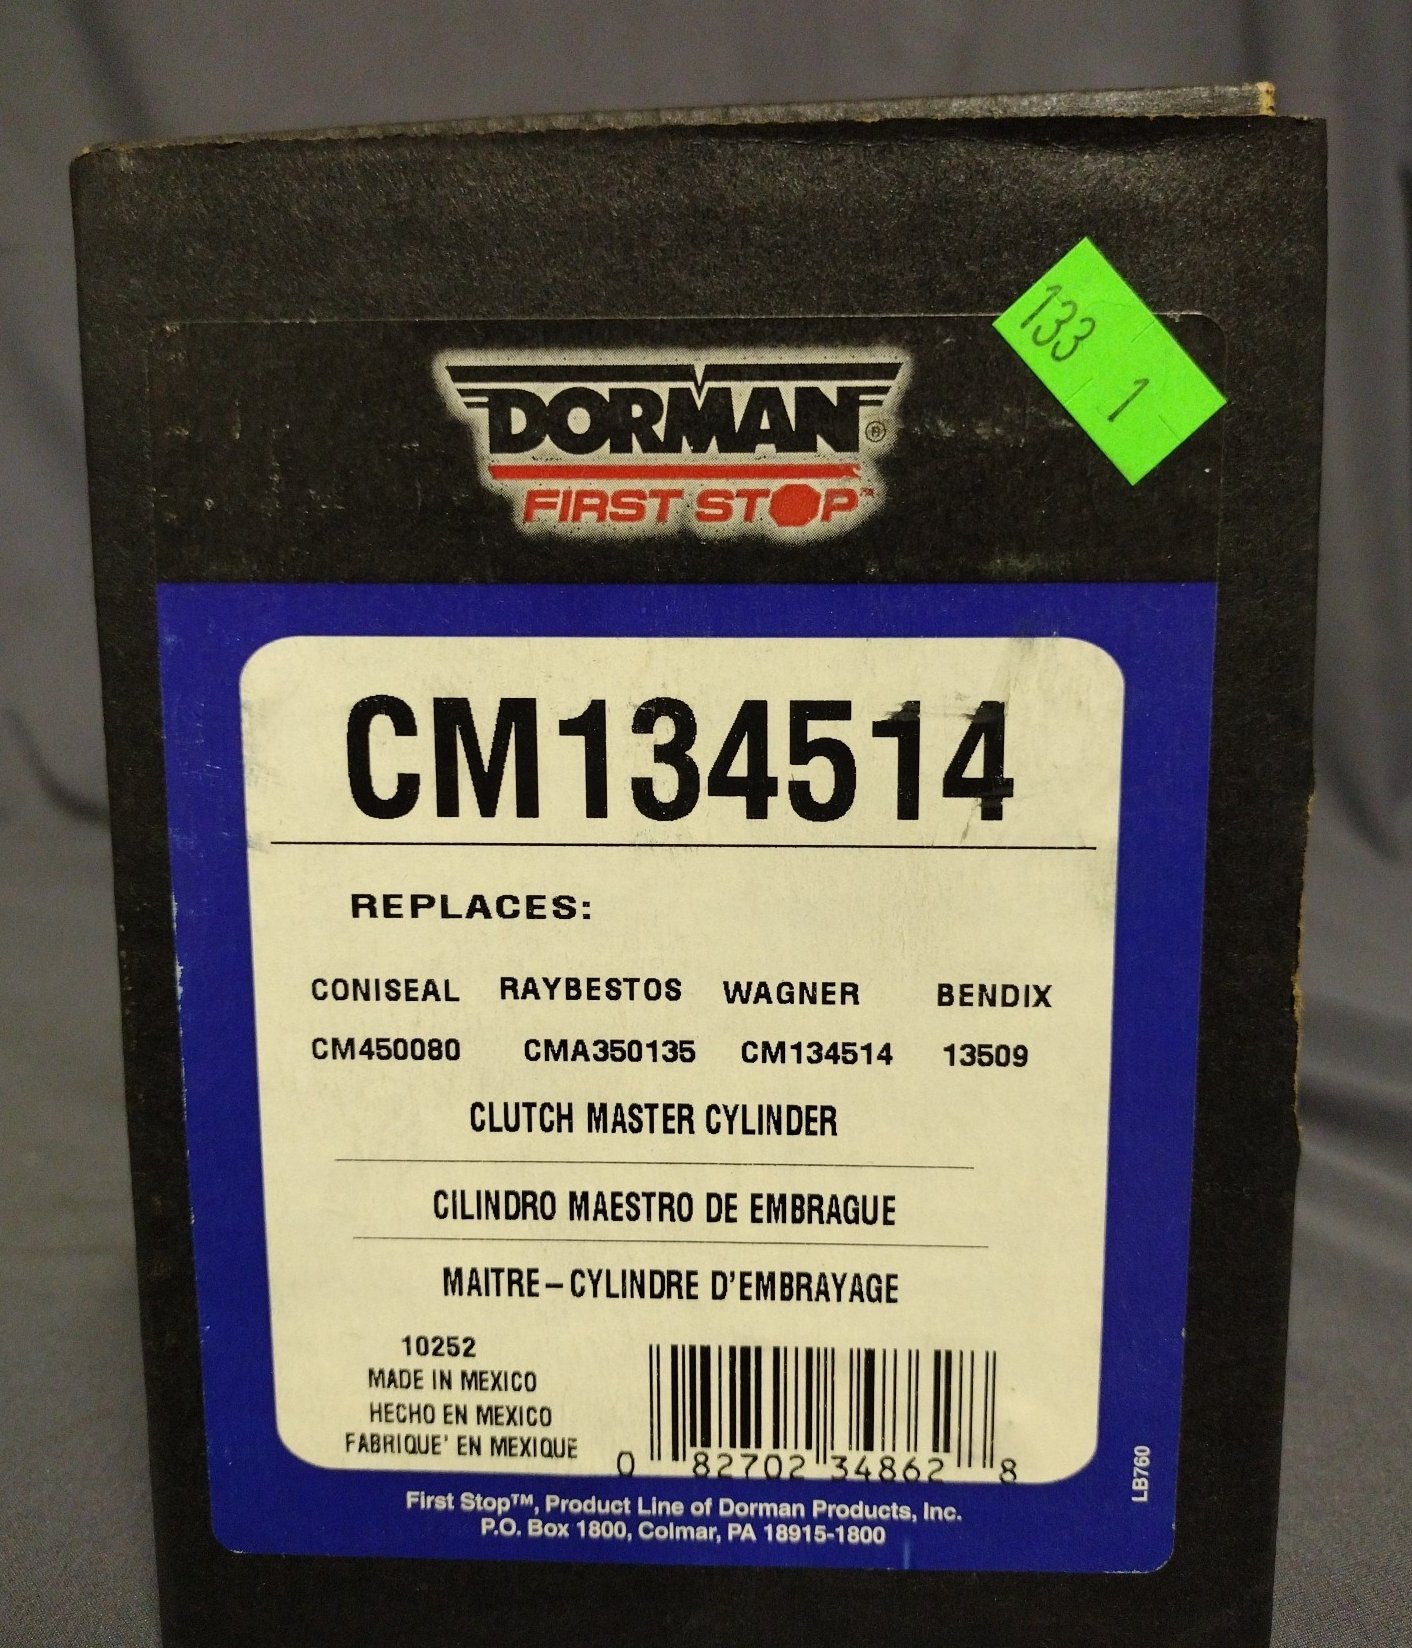 133
1
DORMAN®
FIRST STOP™
CM134514
REPLACES:
CONISEAL RAYBESTOS WAGNER BENDIX
CM450080 CMA350135 CM134514 13509
CLUTCH MASTER CYLINDER
CILINDRO MAESTRO DE EMBRAGUE
MAITRE-CYLINDRE D'EMBRAYAGE
10252
MADE IN MEXICO
HECHO EN MEXICO
FABRIQUE' EN MEXIQUE
0 82702 34862 8
LB760
First Stop™, Product Line of Dorman Products, Inc.
P.O. Box 1800, Colmar, PA 18915-1800